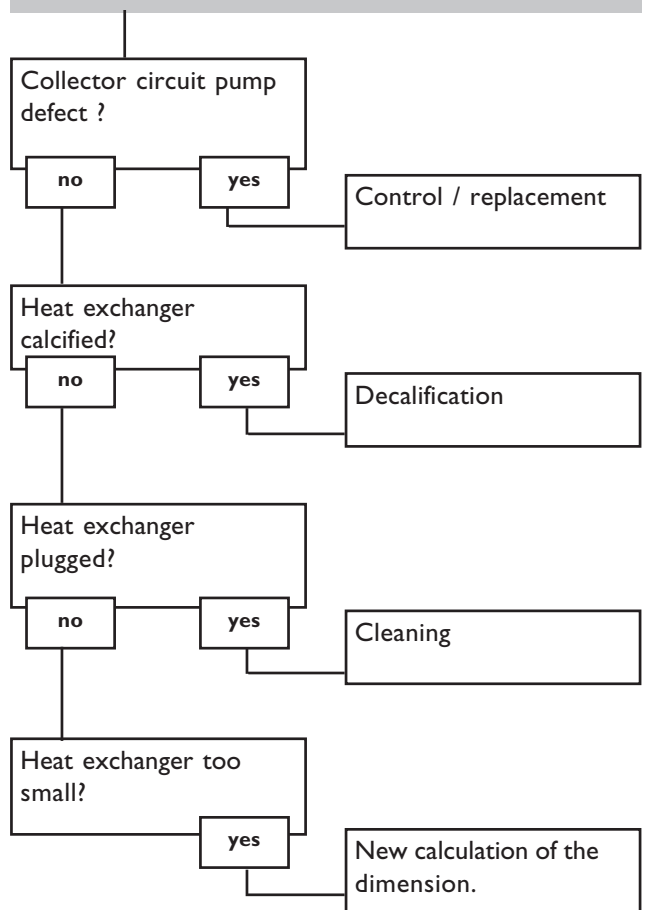 Collector circuit pump
defect ?
no
yes
Control / replacement
Heat exchanger
calcified?
no
yes
Decalification
Heat exchanger
plugged?
no
yes
Cleaning
Heat exchanger too
small?
yes
New calculation of the
dimension.